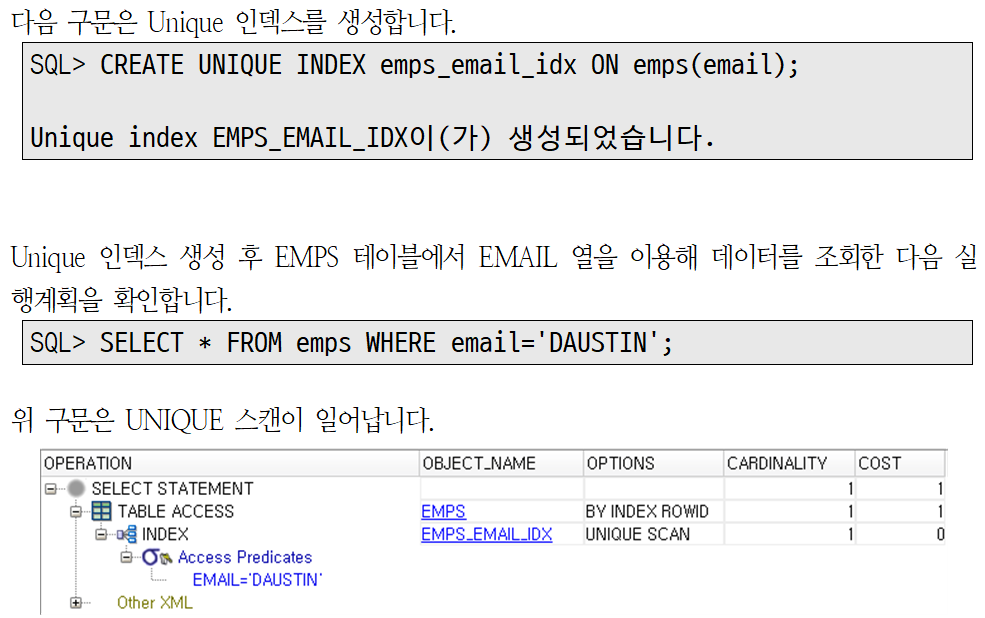 다음 구문은 Unique 인덱스를 생성합니다.
SQL> CREATE UNIQUE INDEX emps_email_idx ON emps(email);
Unique index EMPS_EMAIL_IDX이(가) 생성되었습니다.
Unique 인덱스 생성 후 EMPS 테이블에서 EMAIL 열을 이용해 데이터를 조회한 다음 실
행계획을 확인합니다.
SQL> SELECT * FROM emps WHERE email='DAUSTIN';
위 구문은 UNIQUE 스캔이 일어납니다.
OPERATION OBJECT_NAME OPTIONS CARDINALITY COST
SELECT STATEMENT 1 1
TABLE ACCESS EMPS BY INDEX ROWID 1 1
INDEX EMPS_EMAIL_IDX UNIQUE SCAN 1 0
Access Predicates
EMAIL='DAUSTIN'
Other XML